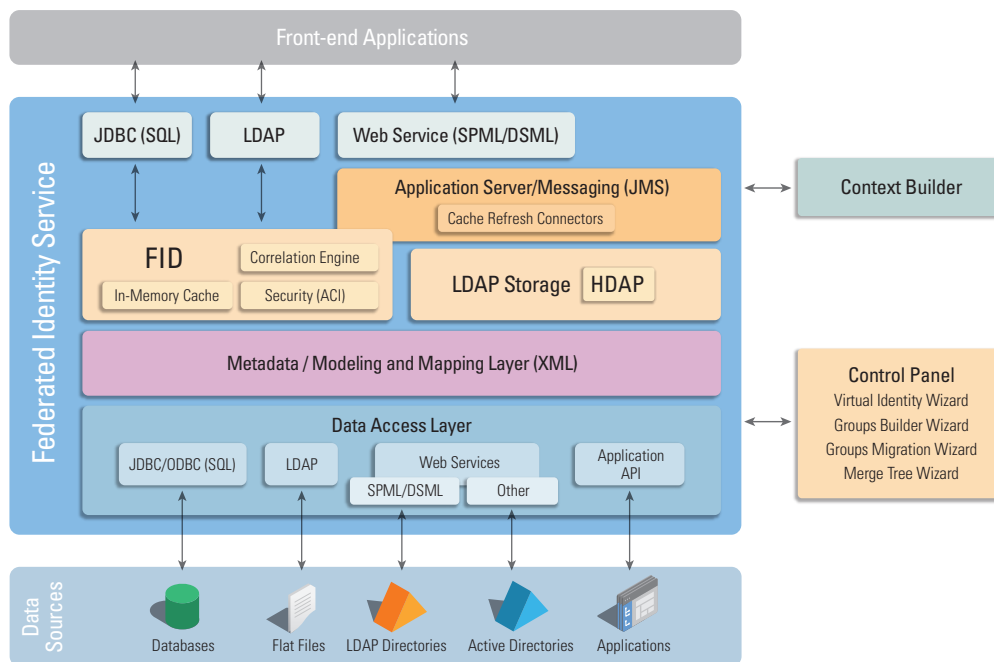 Front-end Applications
Federated Identity Service
JDBC (SQL)
LDAP
Web Service (SPML/DSML)
Application Server/Messaging (JMS)
Cache Refresh Connectors
FID
Correlation Engine
In-Memory Cache
Security (ACI)
LDAP Storage
HDAP
Metadata / Modeling and Mapping Layer (XML)
Data Access Layer
JDBC/ODBC (SQL)
LDAP
Web Services
SPML/DSML
Other
Application
API
Context Builder
Control Panel
Virtual Identity Wizard
Groups Builder Wizard
Groups Migration Wizard
Merge Tree Wizard
Data
Sources
Databases
Flat Files
LDAP Directories
Active Directories
Applications